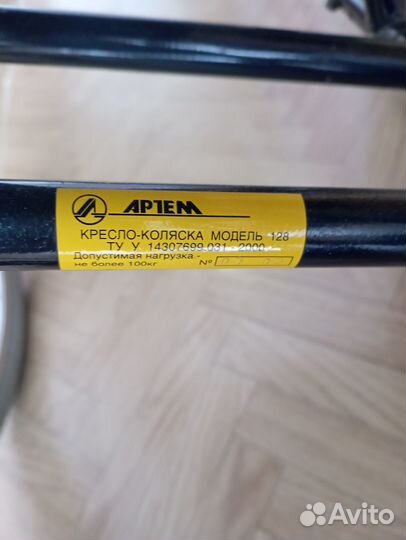 АРТЕМ
КРЕСЛО-КОЛЯСКА МОДЕЛЬ 128
ТУ У 14307699.031-2000
Допустимая нагрузка -
не более 100кг №
Avito